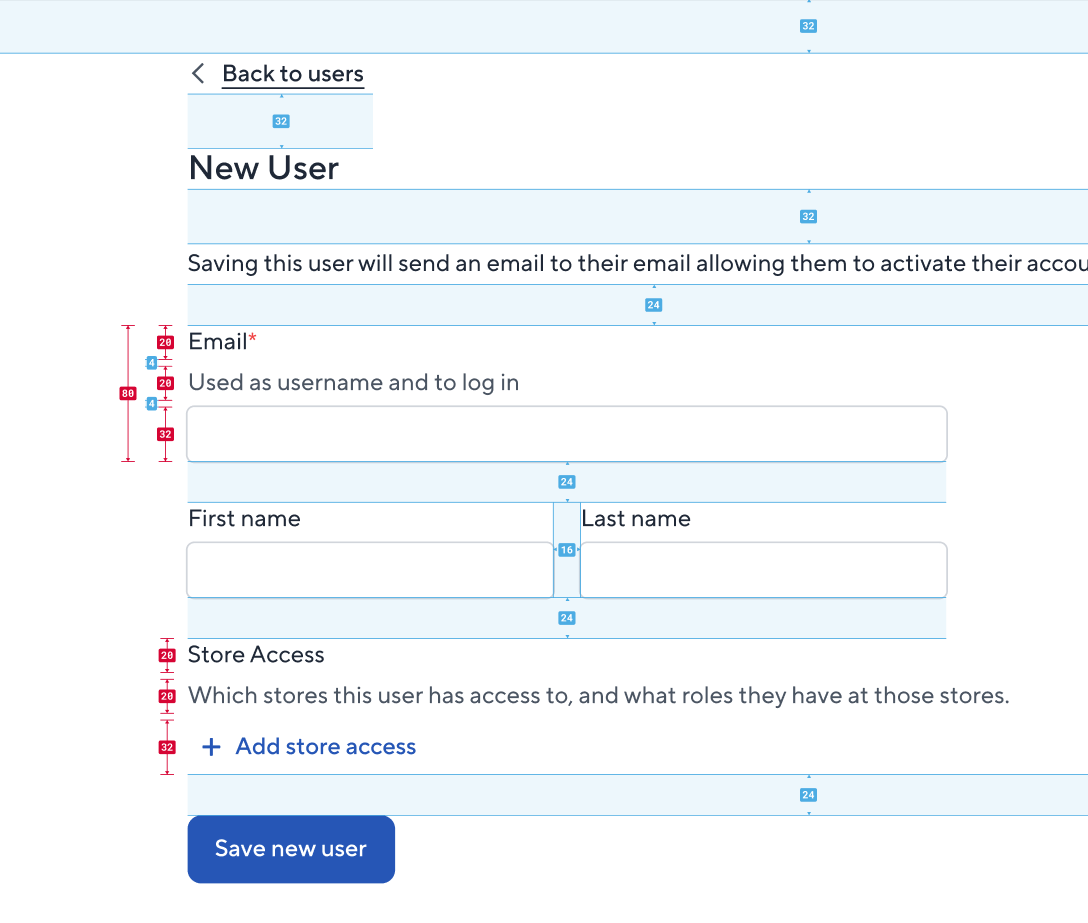 32
Back to users
32
New User
32
Saving this user will send an email to their email allowing them to activate their accou
24
20 Email*
4
80 20 Used as username and to log in
4
32
24
First name Last name
16
24
20 Store Access
20 Which stores this user has access to, and what roles they have at those stores.
32 + Add store access
24
Save new user